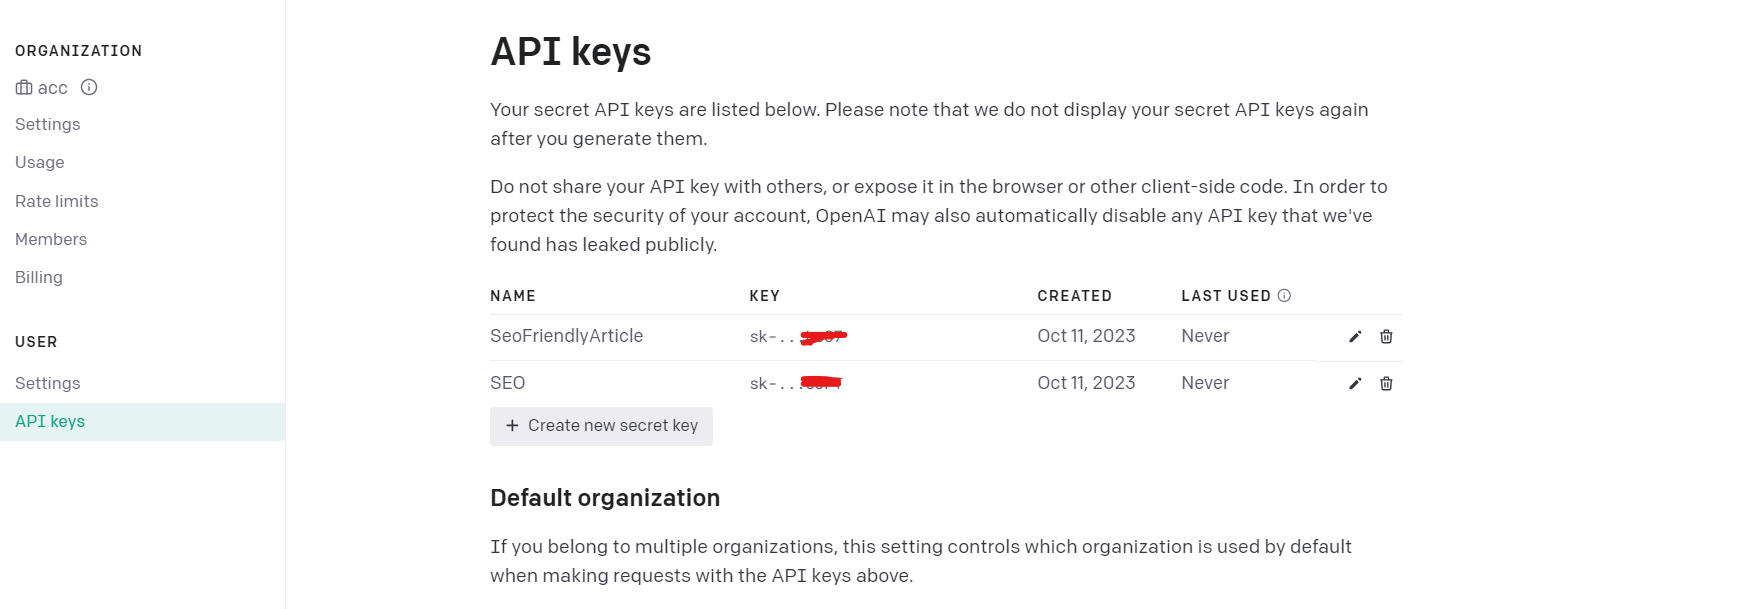 ORGANIZATION
acc
Settings
Usage
Rate limits
Members
Billing
USER
Settings
API keys
API keys
Your secret API keys are listed below. Please note that we do not display your secret API keys again
after you generate them.
Do not share your API key with others, or expose it in the browser or other client-side code. In order to
protect the security of your account, OpenAI may also automatically disable any API key that we've
found has leaked publicly.
NAME KEY CREATED LAST USED
SeoFriendlyArticle sk-... Oct 11, 2023 Never
SEO sk-... Oct 11, 2023 Never
+ Create new secret key
Default organization
If you belong to multiple organizations, this setting controls which organization is used by default
when making requests with the API keys above.